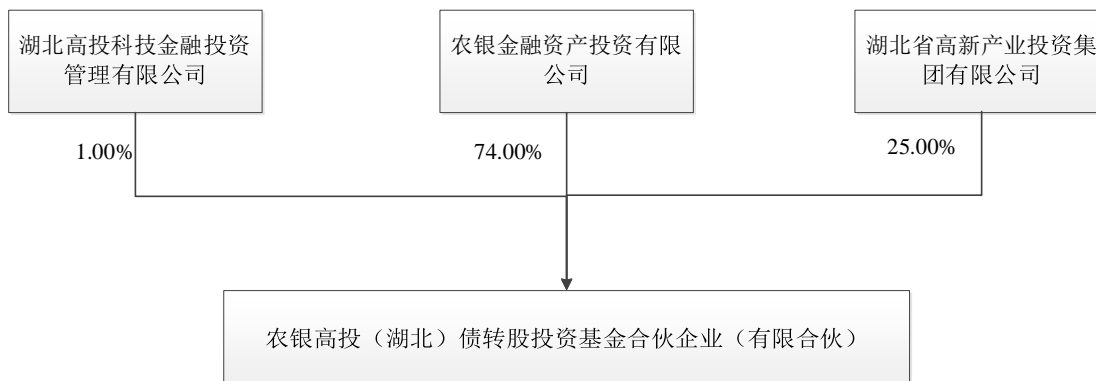 湖北高投科技金融投资
管理有限公司
农银金融资产投资有限
公司
湖北省高新产业投资集
团有限公司
1.00%
74.00%
25.00%
农银高投（湖北）债转股投资基金合伙企业（有限合伙）